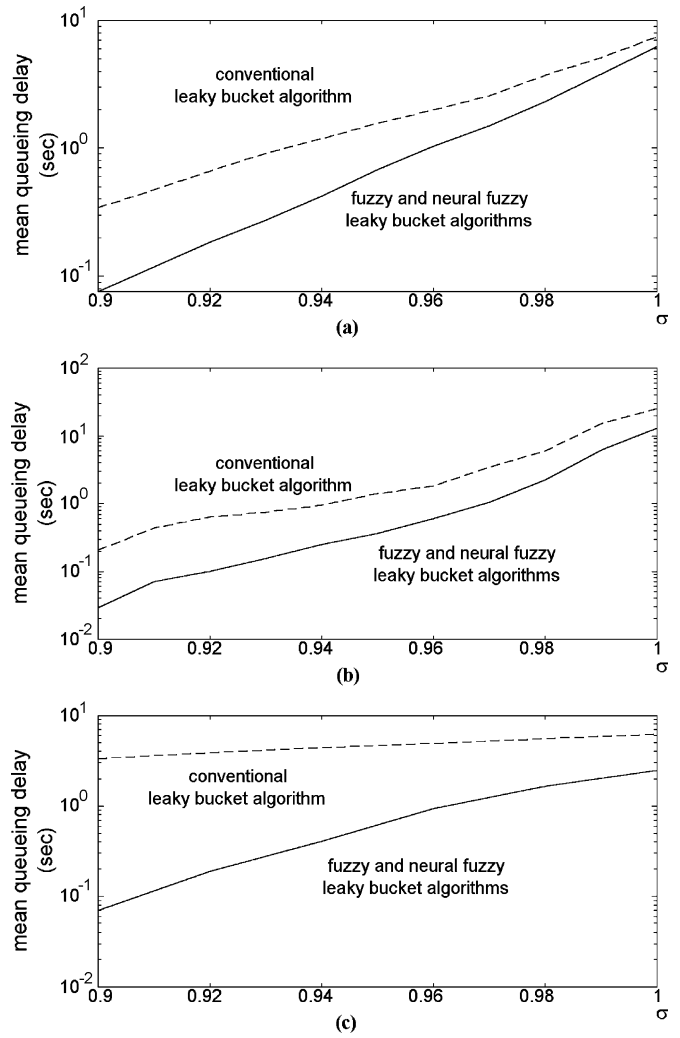 10^1
10^0
10^-1
mean queueing delay
(sec)
conventional
leaky bucket algorithm
fuzzy and neural fuzzy
leaky bucket algorithms
0.9 0.92 0.94 0.96 0.98 1
σ
(a)
10^2
10^1
10^0
10^-1
10^-2
mean queueing delay
(sec)
conventional
leaky bucket algorithm
fuzzy and neural fuzzy
leaky bucket algorithms
0.9 0.92 0.94 0.96 0.98 1
σ
(b)
10^1
10^0
10^-1
10^-2
mean queueing delay
(sec)
conventional
leaky bucket algorithm
fuzzy and neural fuzzy
leaky bucket algorithms
0.9 0.92 0.94 0.96 0.98 1
σ
(c)